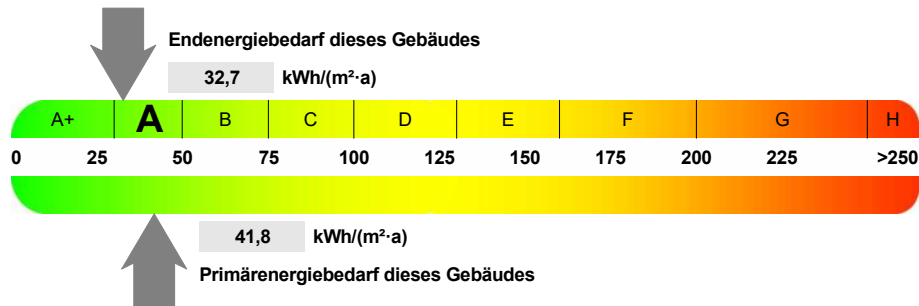 Endenergiebedarf dieses Gebäudes
32,7 kWh/(m²·a)
A+ A B C D E F G H
0 25 50 75 100 125 150 175 200 225 >250
41,8 kWh/(m²·a)
Primärenergiebedarf dieses Gebäudes